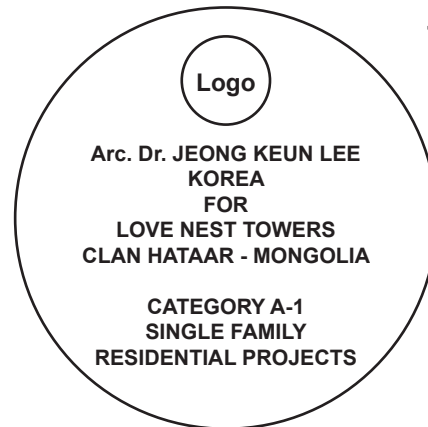 Logo
Arc. Dr. JEONG KEUN LEE
KOREA
FOR
LOVE NEST TOWERS
CLAN HATAAR - MONGOLIA
CATEGORY A-1
SINGLE FAMILY
RESIDENTIAL PROJECTS